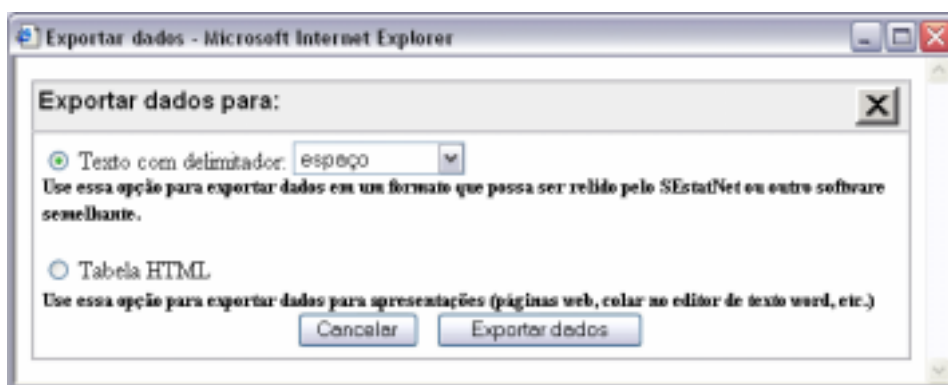 Exportar dados - Microsoft Internet Explorer
Exportar dados para:
Texto com delimitador: espaço
Use essa opção para exportar dados em um formato que possa ser relido pelo SEstatNet ou outro software
semelhante.
Tabela HTML
Use essa opção para exportar dados para apresentações (páginas web, colar no editor de texto word, etc.)
Cancelar Exportar dados